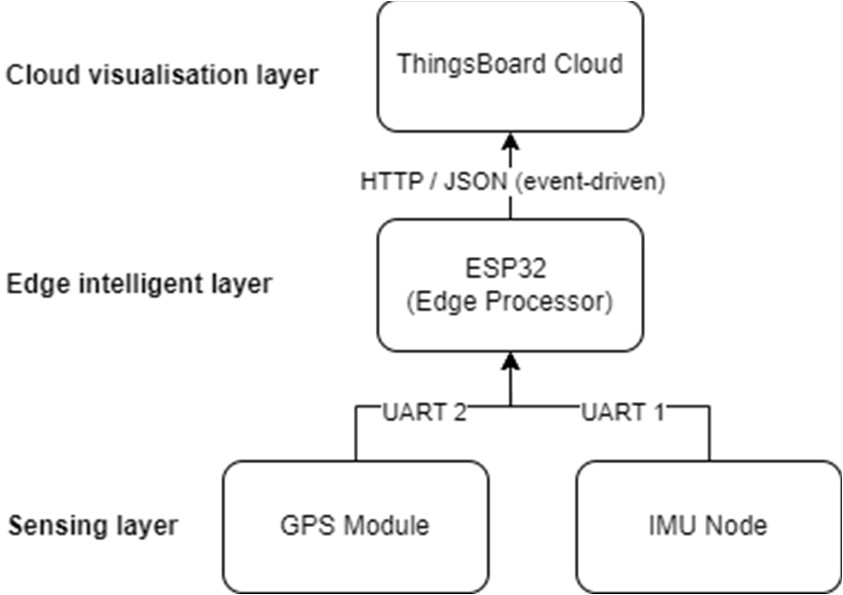 Cloud visualisation layer
ThingsBoard Cloud
HTTP / JSON (event-driven)
Edge intelligent layer
ESP32
(Edge Processor)
UART 2
UART 1
Sensing layer
GPS Module
IMU Node